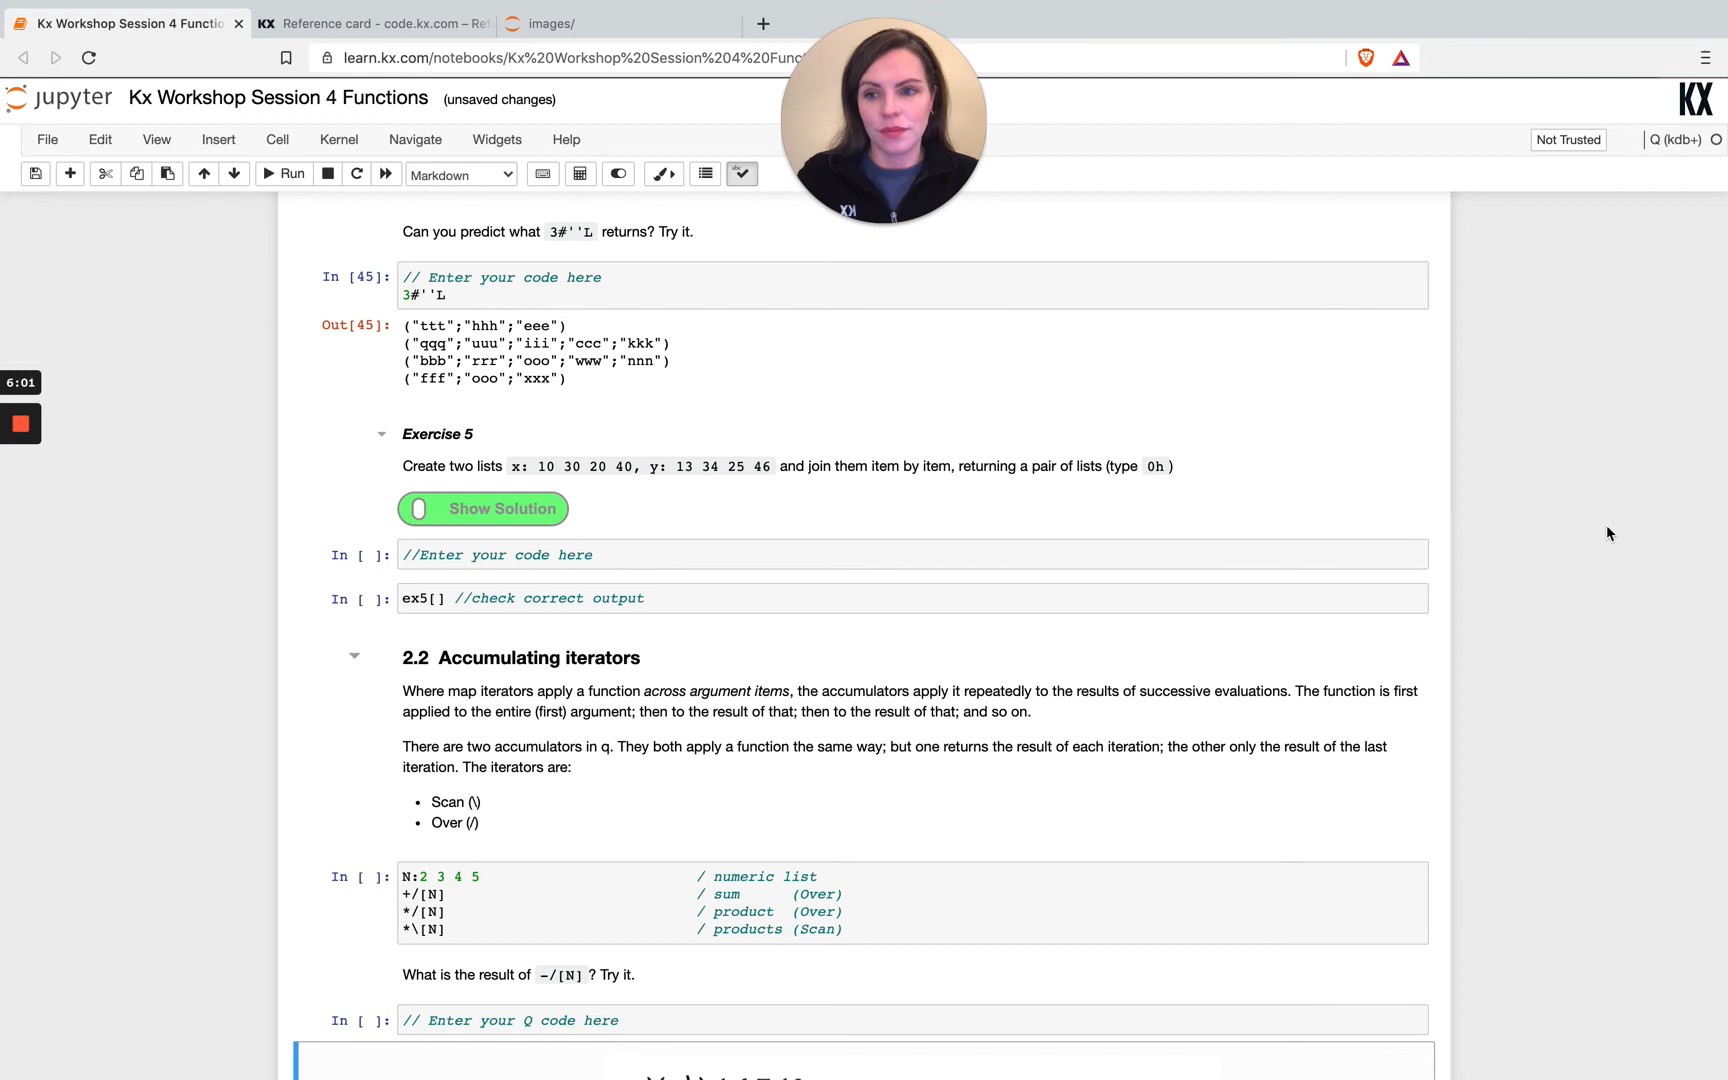 Kx Workshop Session 4 Functio
KX Reference card - code.kx.com – Ref
images/
learn.kx.com/notebooks/Kx%20Workshop%20Session%204%20Func
jupyter Kx Workshop Session 4 Functions (unsaved changes)
KX
File Edit View Insert Cell Kernel Navigate Widgets Help
Not Trusted
Q (kdb+)
Run
Markdown
abc
KX
Can you predict what 3#''L returns? Try it.
In [45]: // Enter your code here
3#''L
Out[45]: ("ttt";"hhh";"eee")
("qqq";"uuu";"iii";"ccc";"kkk")
("bbb";"rrr";"ooo";"www";"nnn")
("fff";"ooo";"xxx")
6:01
Exercise 5
Create two lists x: 10 30 20 40, y: 13 34 25 46 and join them item by item, returning a pair of lists (type 0h )
Show Solution
In [ ]: //Enter your code here
In [ ]: ex5[] //check correct output
2.2 Accumulating iterators
Where map iterators apply a function across argument items, the accumulators apply it repeatedly to the results of successive evaluations. The function is first
applied to the entire (first) argument; then to the result of that; then to the result of that; and so on.
There are two accumulators in q. They both apply a function the same way; but one returns the result of each iteration; the other only the result of the last
iteration. The iterators are:
• Scan (\)
• Over (/)
In [ ]: N:2 3 4 5 / numeric list
+/[N] / sum (Over)
*/[N] / product (Over)
*\[N] / products (Scan)
What is the result of -/[N] ? Try it.
In [ ]: // Enter your Q code here